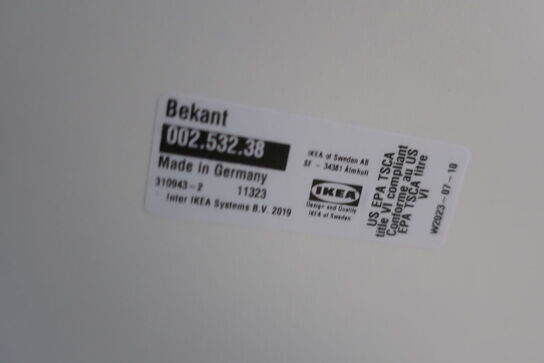 Bekant
002.532.38
Made in Germany
310943-2 11323
Inter IKEA Systems B.V. 2019
IKEA of Sweden AB
SE - 34381 Älmhult
IKEA
Design and Quality
IKEA of Sweden
US EPA TSCA
title VI compliant
Conforme au US
EPA TSCA titre
VI
W2023-07-10